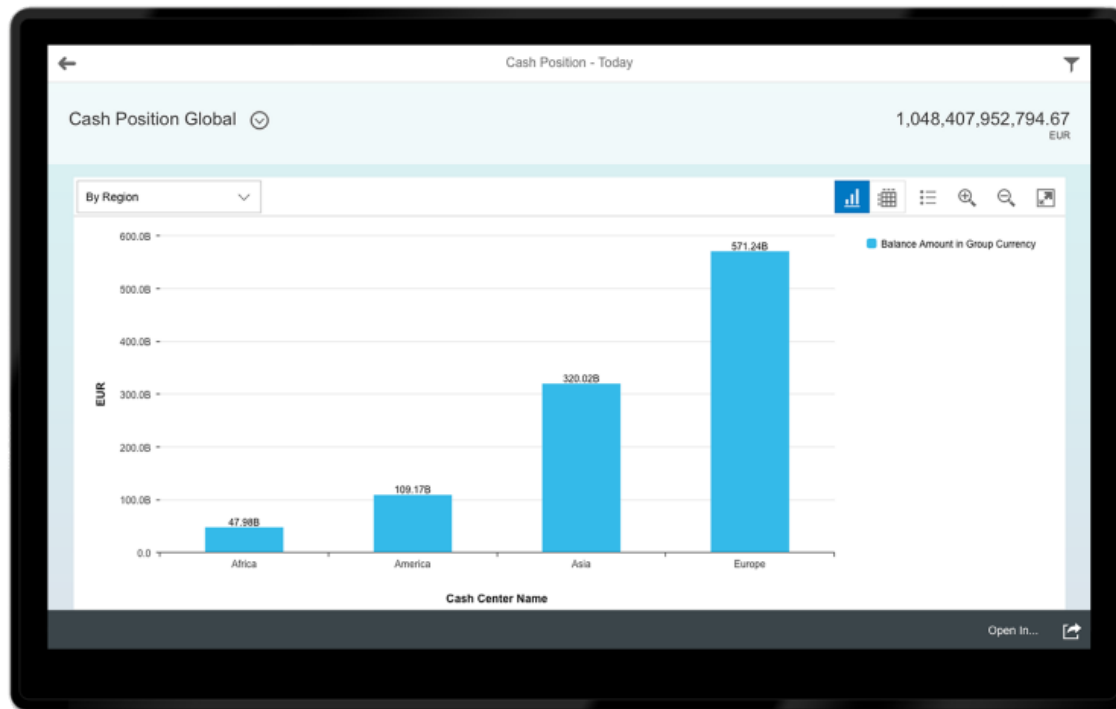 Cash Position - Today
Cash Position Global
1,048,407,952,794.67
EUR
By Region
600.0B
500.0B
400.0B
300.0B
200.0B
100.0B
0.0
EUR
47.98B
109.17B
320.02B
571.24B
Africa
America
Asia
Europe
Cash Center Name
Balance Amount in Group Currency
Open In...